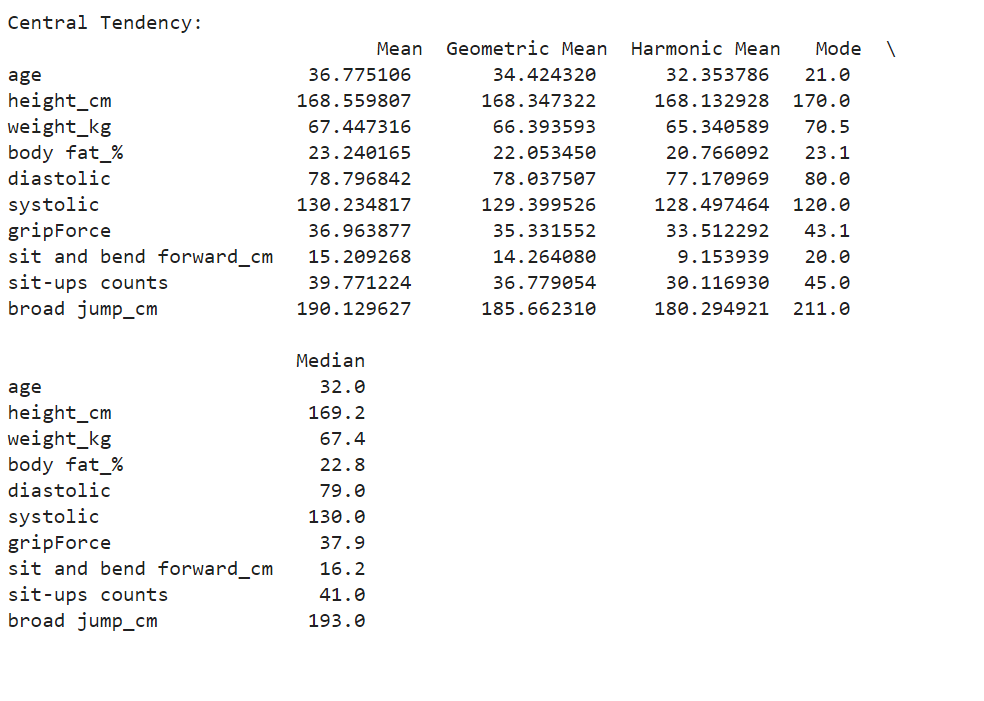 Central Tendency:
Mean Geometric Mean Harmonic Mean Mode \
age 36.775106 34.424320 32.353786 21.0
height_cm 168.559807 168.347322 168.132928 170.0
weight_kg 67.447316 66.393593 65.340589 70.5
body fat_% 23.240165 22.053450 20.766092 23.1
diastolic 78.796842 78.037507 77.170969 80.0
systolic 130.234817 129.399526 128.497464 120.0
gripForce 36.963877 35.331552 33.512292 43.1
sit and bend forward_cm 15.209268 14.264080 9.153939 20.0
sit-ups counts 39.771224 36.779054 30.116930 45.0
broad jump_cm 190.129627 185.662310 180.294921 211.0
Median
age 32.0
height_cm 169.2
weight_kg 67.4
body fat_% 22.8
diastolic 79.0
systolic 130.0
gripForce 37.9
sit and bend forward_cm 16.2
sit-ups counts 41.0
broad jump_cm 193.0